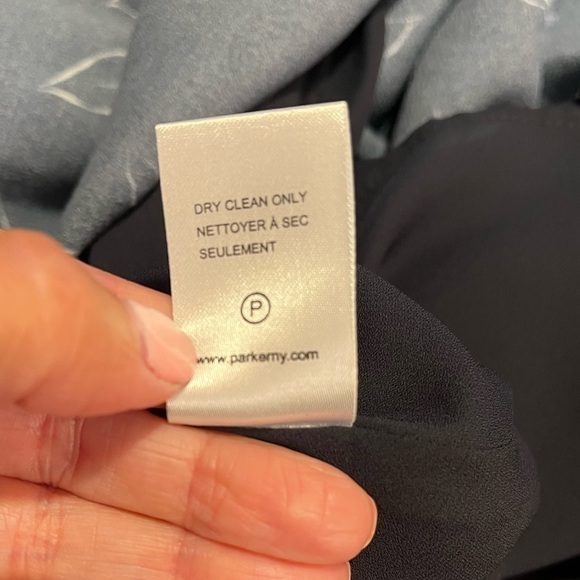 DRY CLEAN ONLY
NETTOYER À SEC
SEULEMENT
P
www.parkerny.com